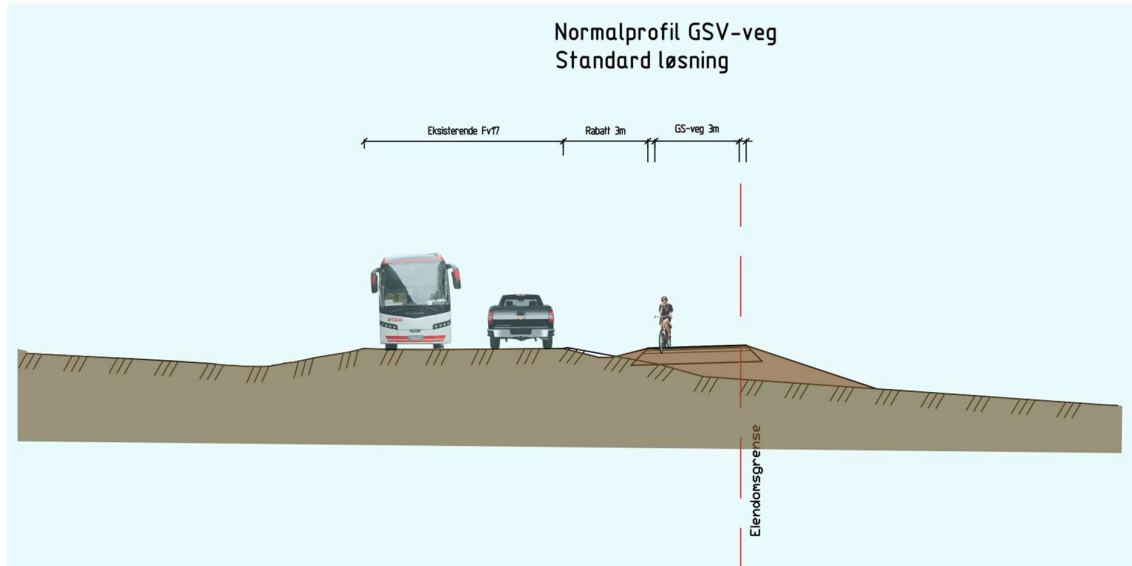 Normalprofil GSV-veg
Standard løsning
Eksisterende Fv17
Rabatt 3m
GS-veg 3m
Eiendomsgrense